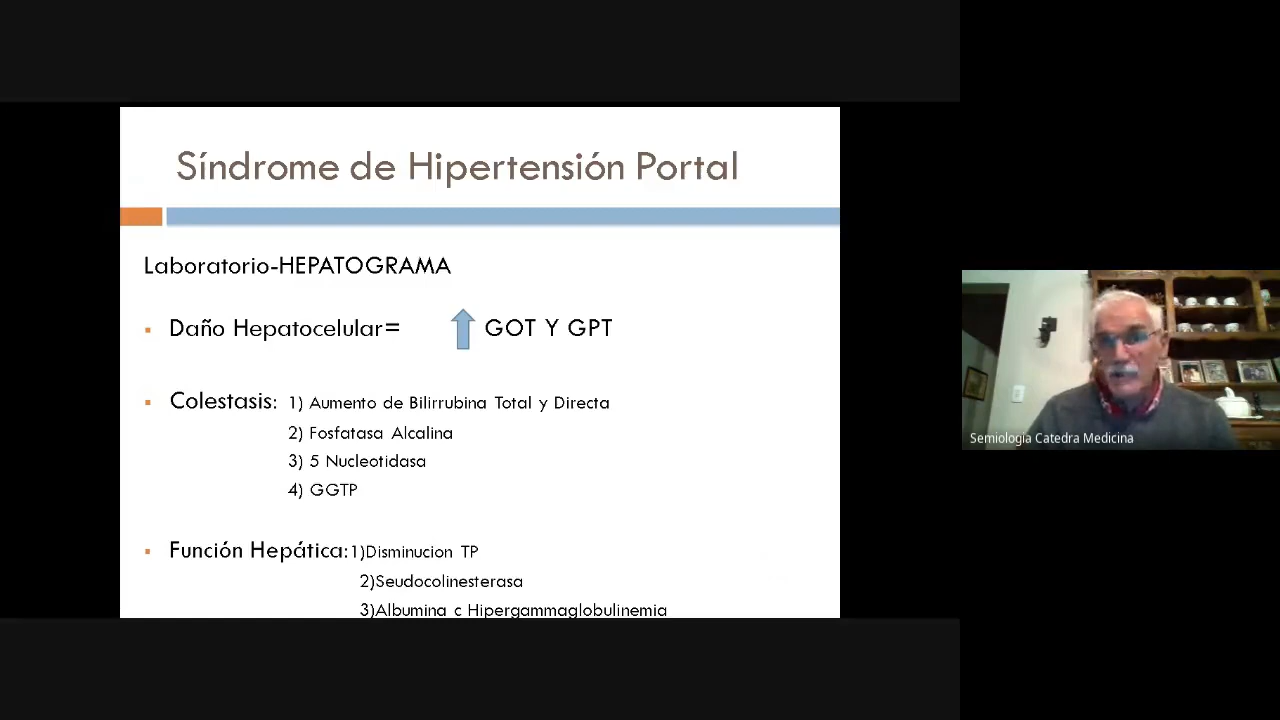 Síndrome de Hipertensión Portal
Laboratorio-HEPATOGRAMA
Daño Hepatocelular= GOT Y GPT
Colestasis: 1) Aumento de Bilirrubina Total y Directa
2) Fosfatasa Alcalina
3) 5 Nucleotidasa
4) GGTP
Función Hepática:1)Disminucion TP
2)Seudocolinesterasa
3)Albumina c Hipergammaglobulinemia
Semiología Catedra Medicina